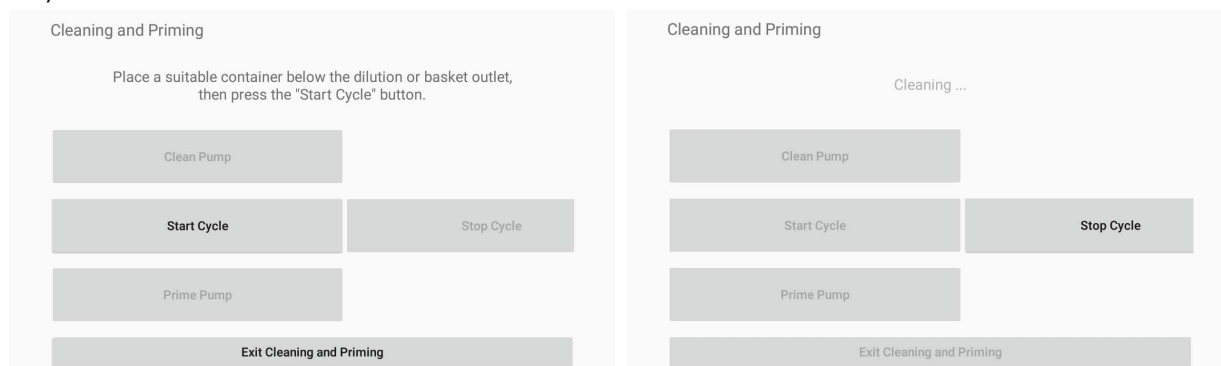 Cleaning and Priming
Place a suitable container below the dilution or basket outlet,
then press the "Start Cycle" button.
Clean Pump
Start Cycle
Stop Cycle
Prime Pump
Exit Cleaning and Priming
Cleaning and Priming
Cleaning ...
Clean Pump
Start Cycle
Stop Cycle
Prime Pump
Exit Cleaning and Priming